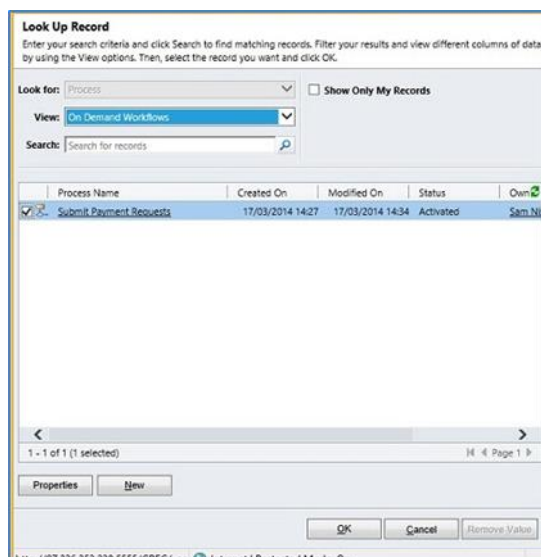 Look Up Record
Enter your search criteria and click Search to find matching records. Filter your results and view different columns of data
by using the View options. Then, select the record you want and click OK.
Look for: Process
Show Only My Records
View: On Demand Workflows
Search: Search for records
Process Name Created On Modified On Status Own
Submit Payment Requests 17/03/2014 14:27 17/03/2014 14:34 Activated Sam Ni
1 - 1 of 1 (1 selected) Page 1
Properties New
OK Cancel Remove Value